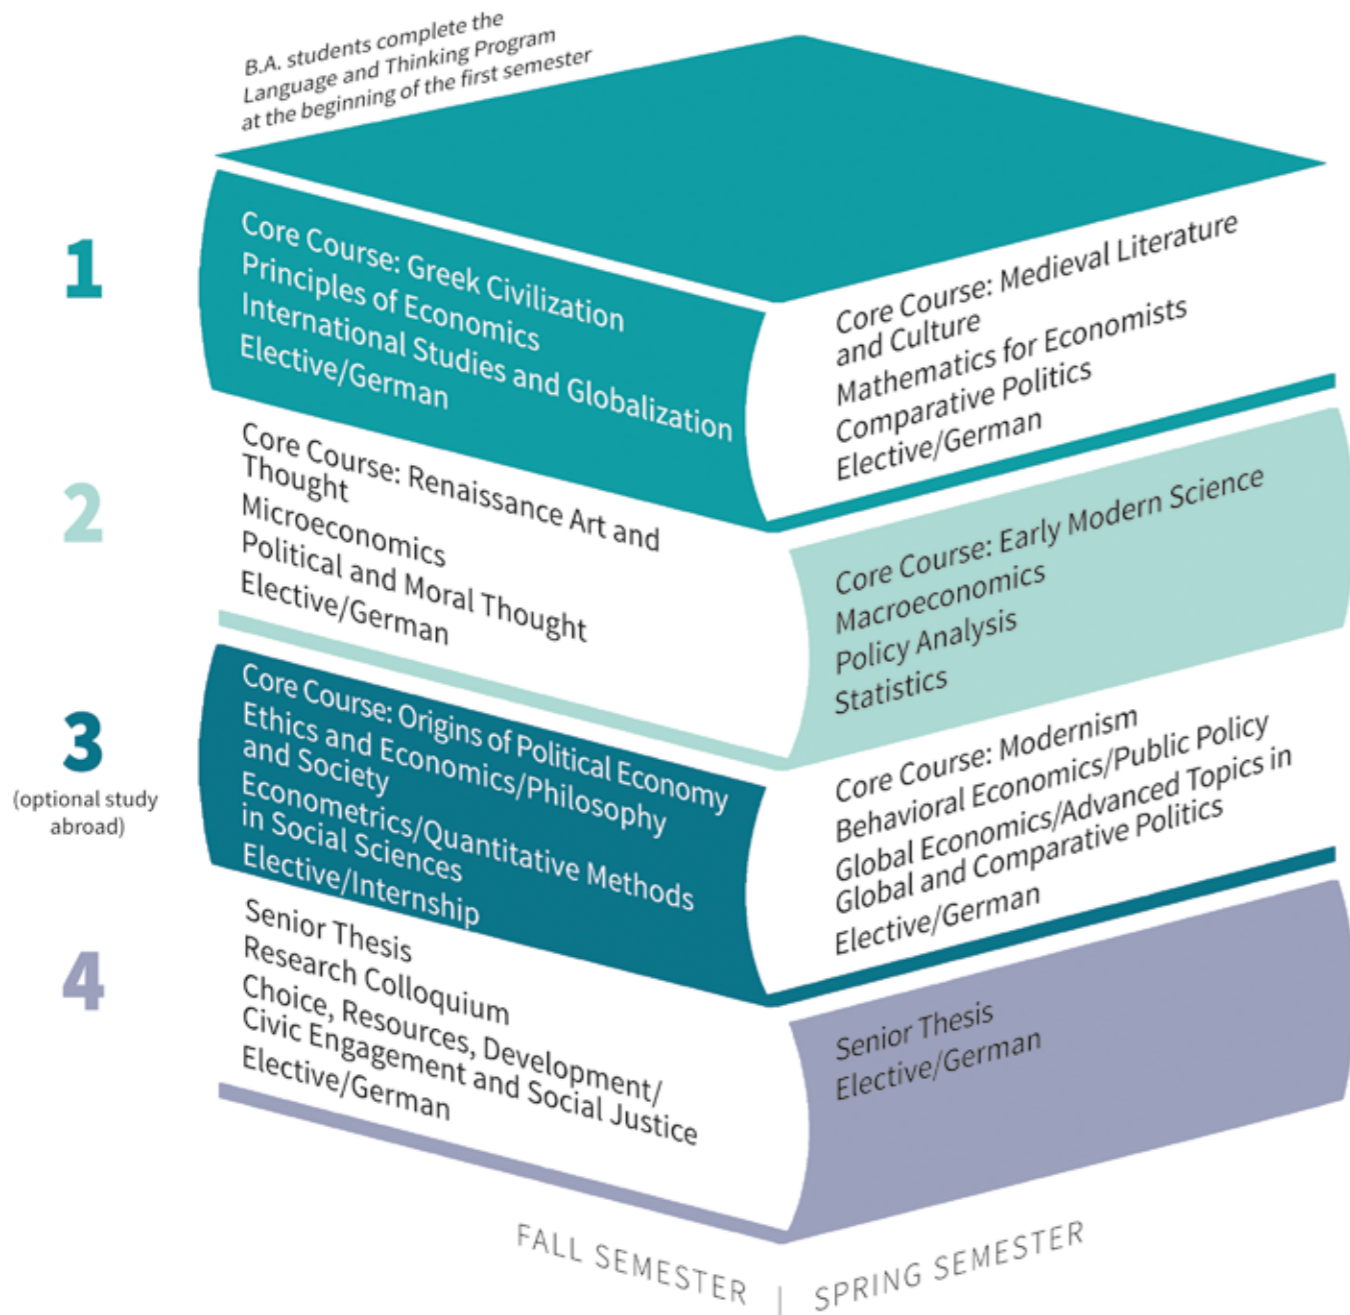 B.A. students complete the
Language and Thinking Program
at the beginning of the first semester
1
Core Course: Greek Civilization
Principles of Economics
International Studies and Globalization
Elective/German
Core Course: Medieval Literature
and Culture
Mathematics for Economists
Comparative Politics
Elective/German
2
Core Course: Renaissance Art and
Thought
Microeconomics
Political and Moral Thought
Elective/German
Core Course: Early Modern Science
Macroeconomics
Policy Analysis
Statistics
3
(optional study
abroad)
Core Course: Origins of Political Economy
Ethics and Economics/Philosophy
and Society
Econometrics/Quantitative Methods
in Social Sciences
Elective/Internship
Core Course: Modernism
Behavioral Economics/Public Policy
Global Economics/Advanced Topics in
Global and Comparative Politics
Elective/German
4
Senior Thesis
Research Colloquium
Choice, Resources, Development/
Civic Engagement and Social Justice
Elective/German
Senior Thesis
Elective/German
FALL SEMESTER | SPRING SEMESTER